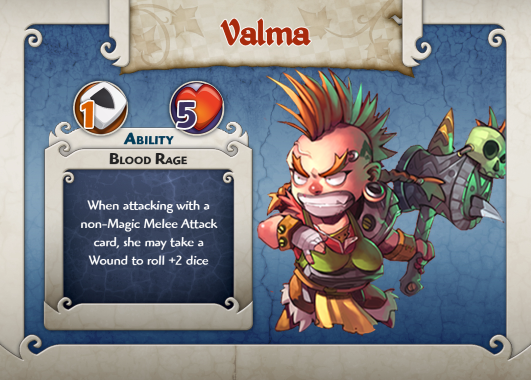 Valma
1 5
Ability
Blood Rage
When attacking with a
non-Magic Melee Attack
card, she may take a
Wound to roll +2 dice